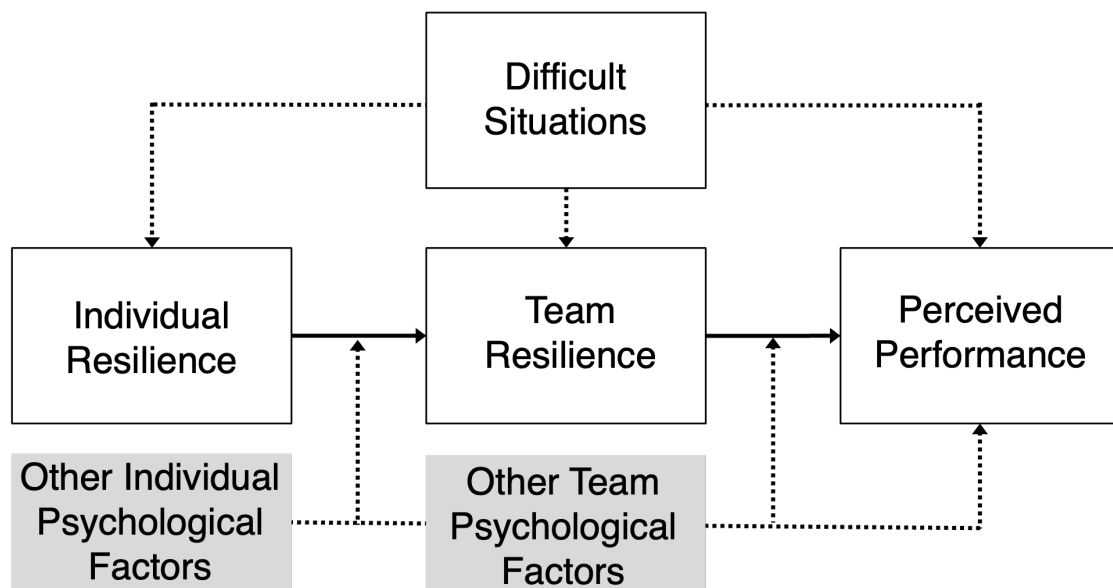 Difficult
Situations
Individual
Resilience
Team
Resilience
Perceived
Performance
Other Individual
Psychological
Factors
Other Team
Psychological
Factors